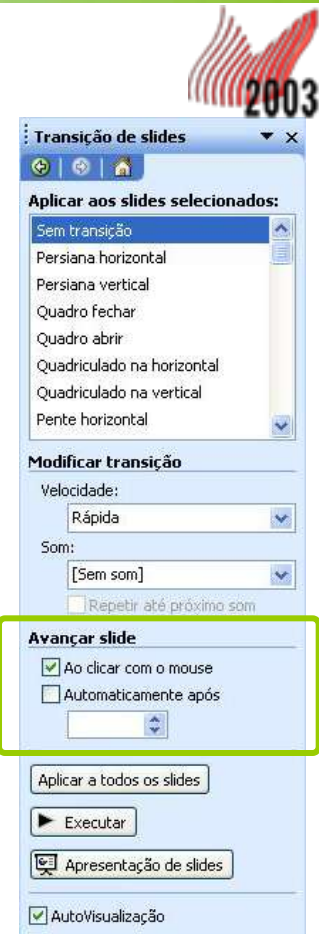 2003
Transição de slides
Aplicar aos slides selecionados:
Sem transição
Persiana horizontal
Persiana vertical
Quadro fechar
Quadro abrir
Quadriculado na horizontal
Quadriculado na vertical
Pente horizontal
Modificar transição
Velocidade:
Rápida
Som:
[Sem som]
Repetir até próximo som
Avançar slide
Ao clicar com o mouse
Automaticamente após
Aplicar a todos os slides
Executar
Apresentação de slides
AutoVisualização